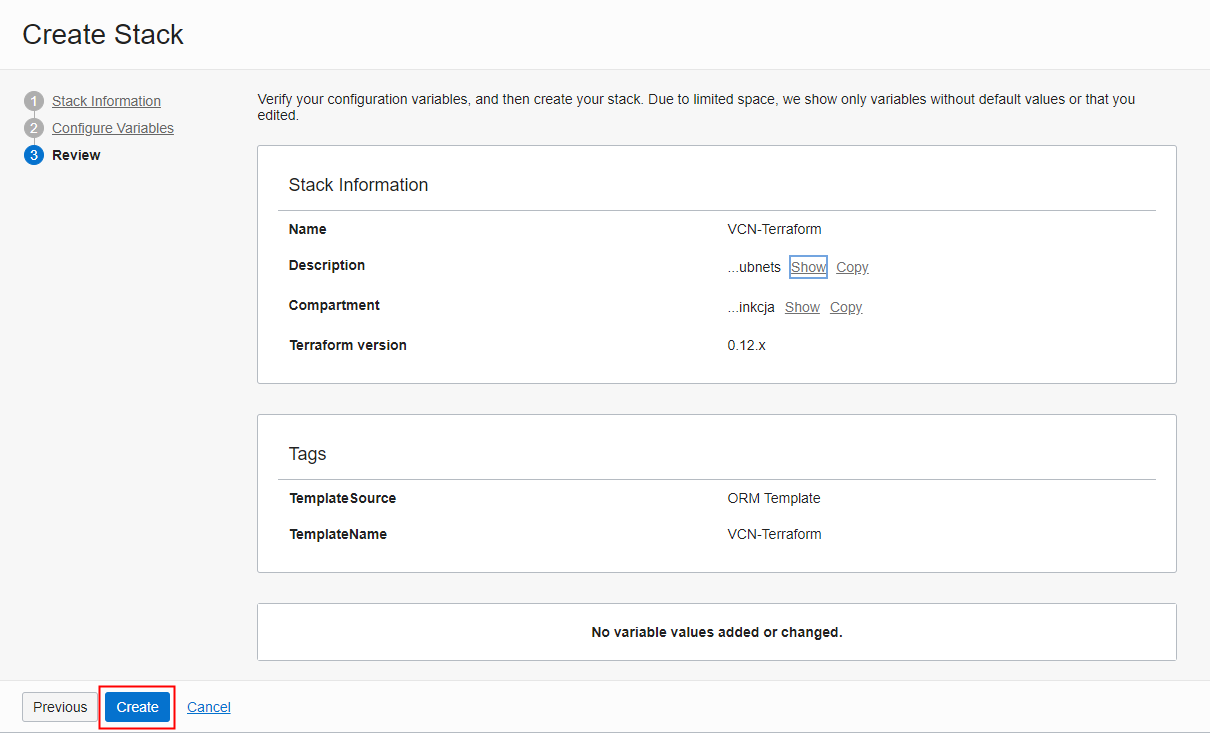 Create Stack
1 Stack Information
2 Configure Variables
3 Review
Verify your configuration variables, and then create your stack. Due to limited space, we show only variables without default values or that you
edited.
Stack Information
Name VCN-Terraform
Description ...ubnets Show Copy
Compartment ...inkcja Show Copy
Terraform version 0.12.x
Tags
TemplateSource ORM Template
TemplateName VCN-Terraform
No variable values added or changed.
Previous Create Cancel